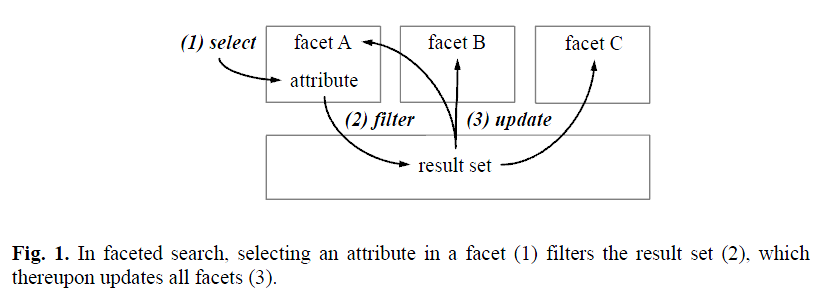 (1) select facet A facet B facet C
attribute
(2) filter (3) update
result set
Fig. 1. In faceted search, selecting an attribute in a facet (1) filters the result set (2), which
thereupon updates all facets (3).